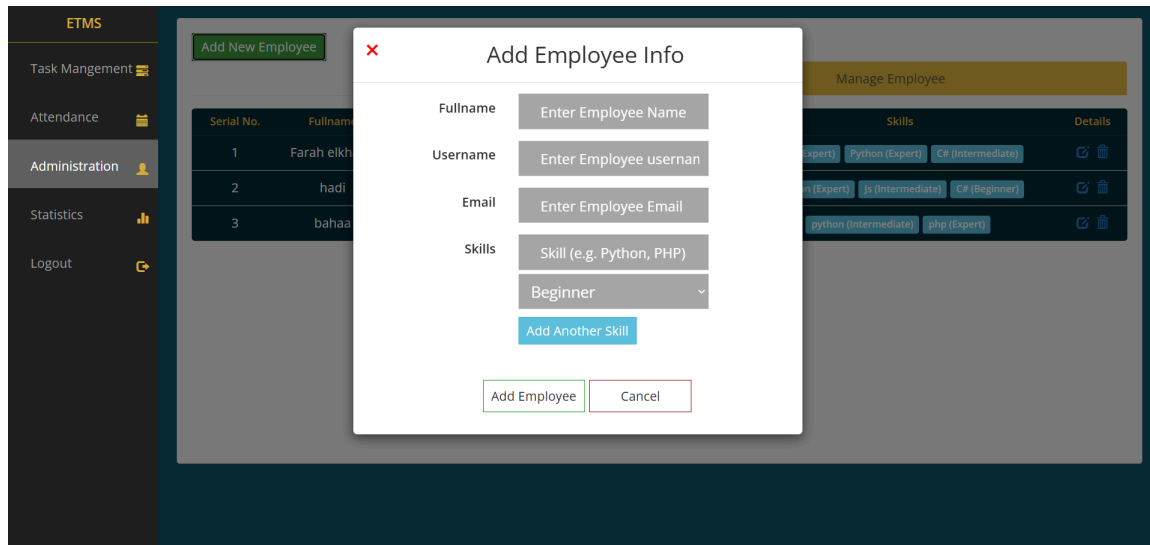 ETMS
Task Mangement
Attendance
Administration
Statistics
Logout
Add New Employee
Manage Employee
Serial No. Fullname Skills Details
1 Farah Python (Expert) C# (Intermediate)
2 hadi (Expert) Js (Intermediate) C# (Beginner)
3 bahaa python (Intermediate) php (Expert)
Add Employee Info
Fullname Enter Employee Name
Username Enter Employee usernan
Email Enter Employee Email
Skills Skill (e.g. Python, PHP)
Beginner
Add Another Skill
Add Employee Cancel